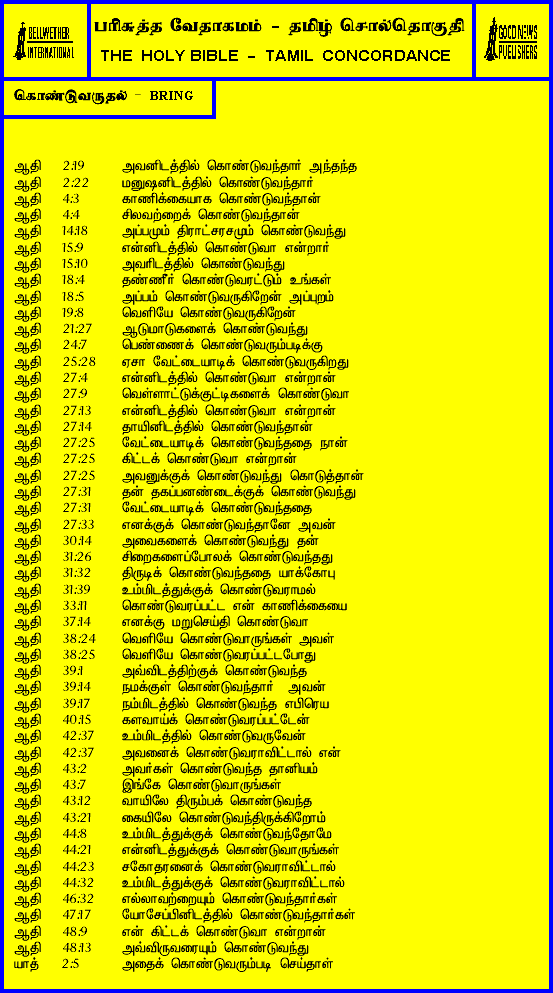 BELLWETHER
INTERNATIONAL
பரிசுத்த வேதாகமம் - தமிழ் சொல்தொகுதி
THE HOLY BIBLE - TAMIL CONCORDANCE
GOOD NEWS
PUBLISHERS
கொண்டுவருதல் - BRING
ஆதி 2:19 அவனிடத்தில் கொண்டுவந்தார் அந்தந்த
ஆதி 2:22 மனுஷனிடத்தில் கொண்டுவந்தார்
ஆதி 4:3 காணிக்கையாக கொண்டுவந்தான்
ஆதி 4:4 சிலவற்றைக் கொண்டுவந்தான்
ஆதி 14:18 அப்பமும் திராட்சரசமும் கொண்டுவந்து
ஆதி 15:9 என்னிடத்தில் கொண்டுவா என்றார்
ஆதி 15:10 அவரிடத்தில் கொண்டுவந்து
ஆதி 18:4 தண்ணீர் கொண்டுவரட்டும் உங்கள்
ஆதி 18:5 அப்பம் கொண்டுவருகிறேன் அப்புறம்
ஆதி 19:8 வெளியே கொண்டுவருகிறேன்
ஆதி 21:27 ஆடுமாடுகளைக் கொண்டுவந்து
ஆதி 24:7 பெண்ணைக் கொண்டுவரும்படிக்கு
ஆதி 25:28 ஏசா வேட்டையாடிக் கொண்டுவருகிறது
ஆதி 27:4 என்னிடத்தில் கொண்டுவா என்றான்
ஆதி 27:9 வெள்ளாட்டுக்குட்டிகளைக் கொண்டுவா
ஆதி 27:13 என்னிடத்தில் கொண்டுவா என்றான்
ஆதி 27:14 தாயினிடத்தில் கொண்டுவந்தான்
ஆதி 27:25 வேட்டையாடிக் கொண்டுவந்ததை நான்
ஆதி 27:25 கிட்டக் கொண்டுவா என்றான்
ஆதி 27:25 அவனுக்குக் கொண்டுவந்து கொடுத்தான்
ஆதி 27:31 தன் தகப்பனண்டைக்குக் கொண்டுவந்து
ஆதி 27:31 வேட்டையாடிக் கொண்டுவந்ததை
ஆதி 27:33 எனக்குக் கொண்டுவந்தானே அவன்
ஆதி 30:14 அவைகளைக் கொண்டுவந்து தன்
ஆதி 31:26 சிறைகளைப்போலக் கொண்டுவந்தது
ஆதி 31:32 திருடிக் கொண்டுவந்ததை யாக்கோபு
ஆதி 31:39 உம்மிடத்துக்குக் கொண்டுவராமல்
ஆதி 33:11 கொண்டுவரப்பட்ட என் காணிக்கையை
ஆதி 37:14 எனக்கு மறுசெய்தி கொண்டுவா
ஆதி 38:24 வெளியே கொண்டுவாருங்கள் அவள்
ஆதி 38:25 வெளியே கொண்டுவரப்பட்டபோது
ஆதி 39:1 அவ்விடத்திற்குக் கொண்டுவந்த
ஆதி 39:14 நமக்குள் கொண்டுவந்தார் அவன்
ஆதி 39:17 நம்மிடத்தில் கொண்டுவந்த எபிரெய
ஆதி 40:15 களவாய்க் கொண்டுவரப்பட்டேன்
ஆதி 42:37 உம்மிடத்தில் கொண்டுவருவேன்
ஆதி 42:37 அவனைக் கொண்டுவராவிட்டால் என்
ஆதி 43:2 அவர்கள் கொண்டுவந்த தானியம்
ஆதி 43:7 இங்கே கொண்டுவாருங்கள்
ஆதி 43:12 வாயிலே திரும்பக் கொண்டுவந்த
ஆதி 43:21 கையிலே கொண்டுவந்திருக்கிறோம்
ஆதி 44:8 உம்மிடத்துக்குக் கொண்டுவந்தோமே
ஆதி 44:21 என்னிடத்துக்குக் கொண்டுவாருங்கள்
ஆதி 44:23 சகோதரனைக் கொண்டுவராவிட்டால்
ஆதி 44:32 உம்மிடத்துக்குக் கொண்டுவராவிட்டால்
ஆதி 46:32 எல்லாவற்றையும் கொண்டுவந்தார்கள்
ஆதி 47:17 யோசேப்பினிடத்தில் கொண்டுவந்தார்கள்
ஆதி 48:9 என் கிட்டக் கொண்டுவா என்றான்
ஆதி 48:13 அவ்விருவரையும் கொண்டுவந்து
யாத் 2:5 அதைக் கொண்டுவரும்படி செய்தாள்